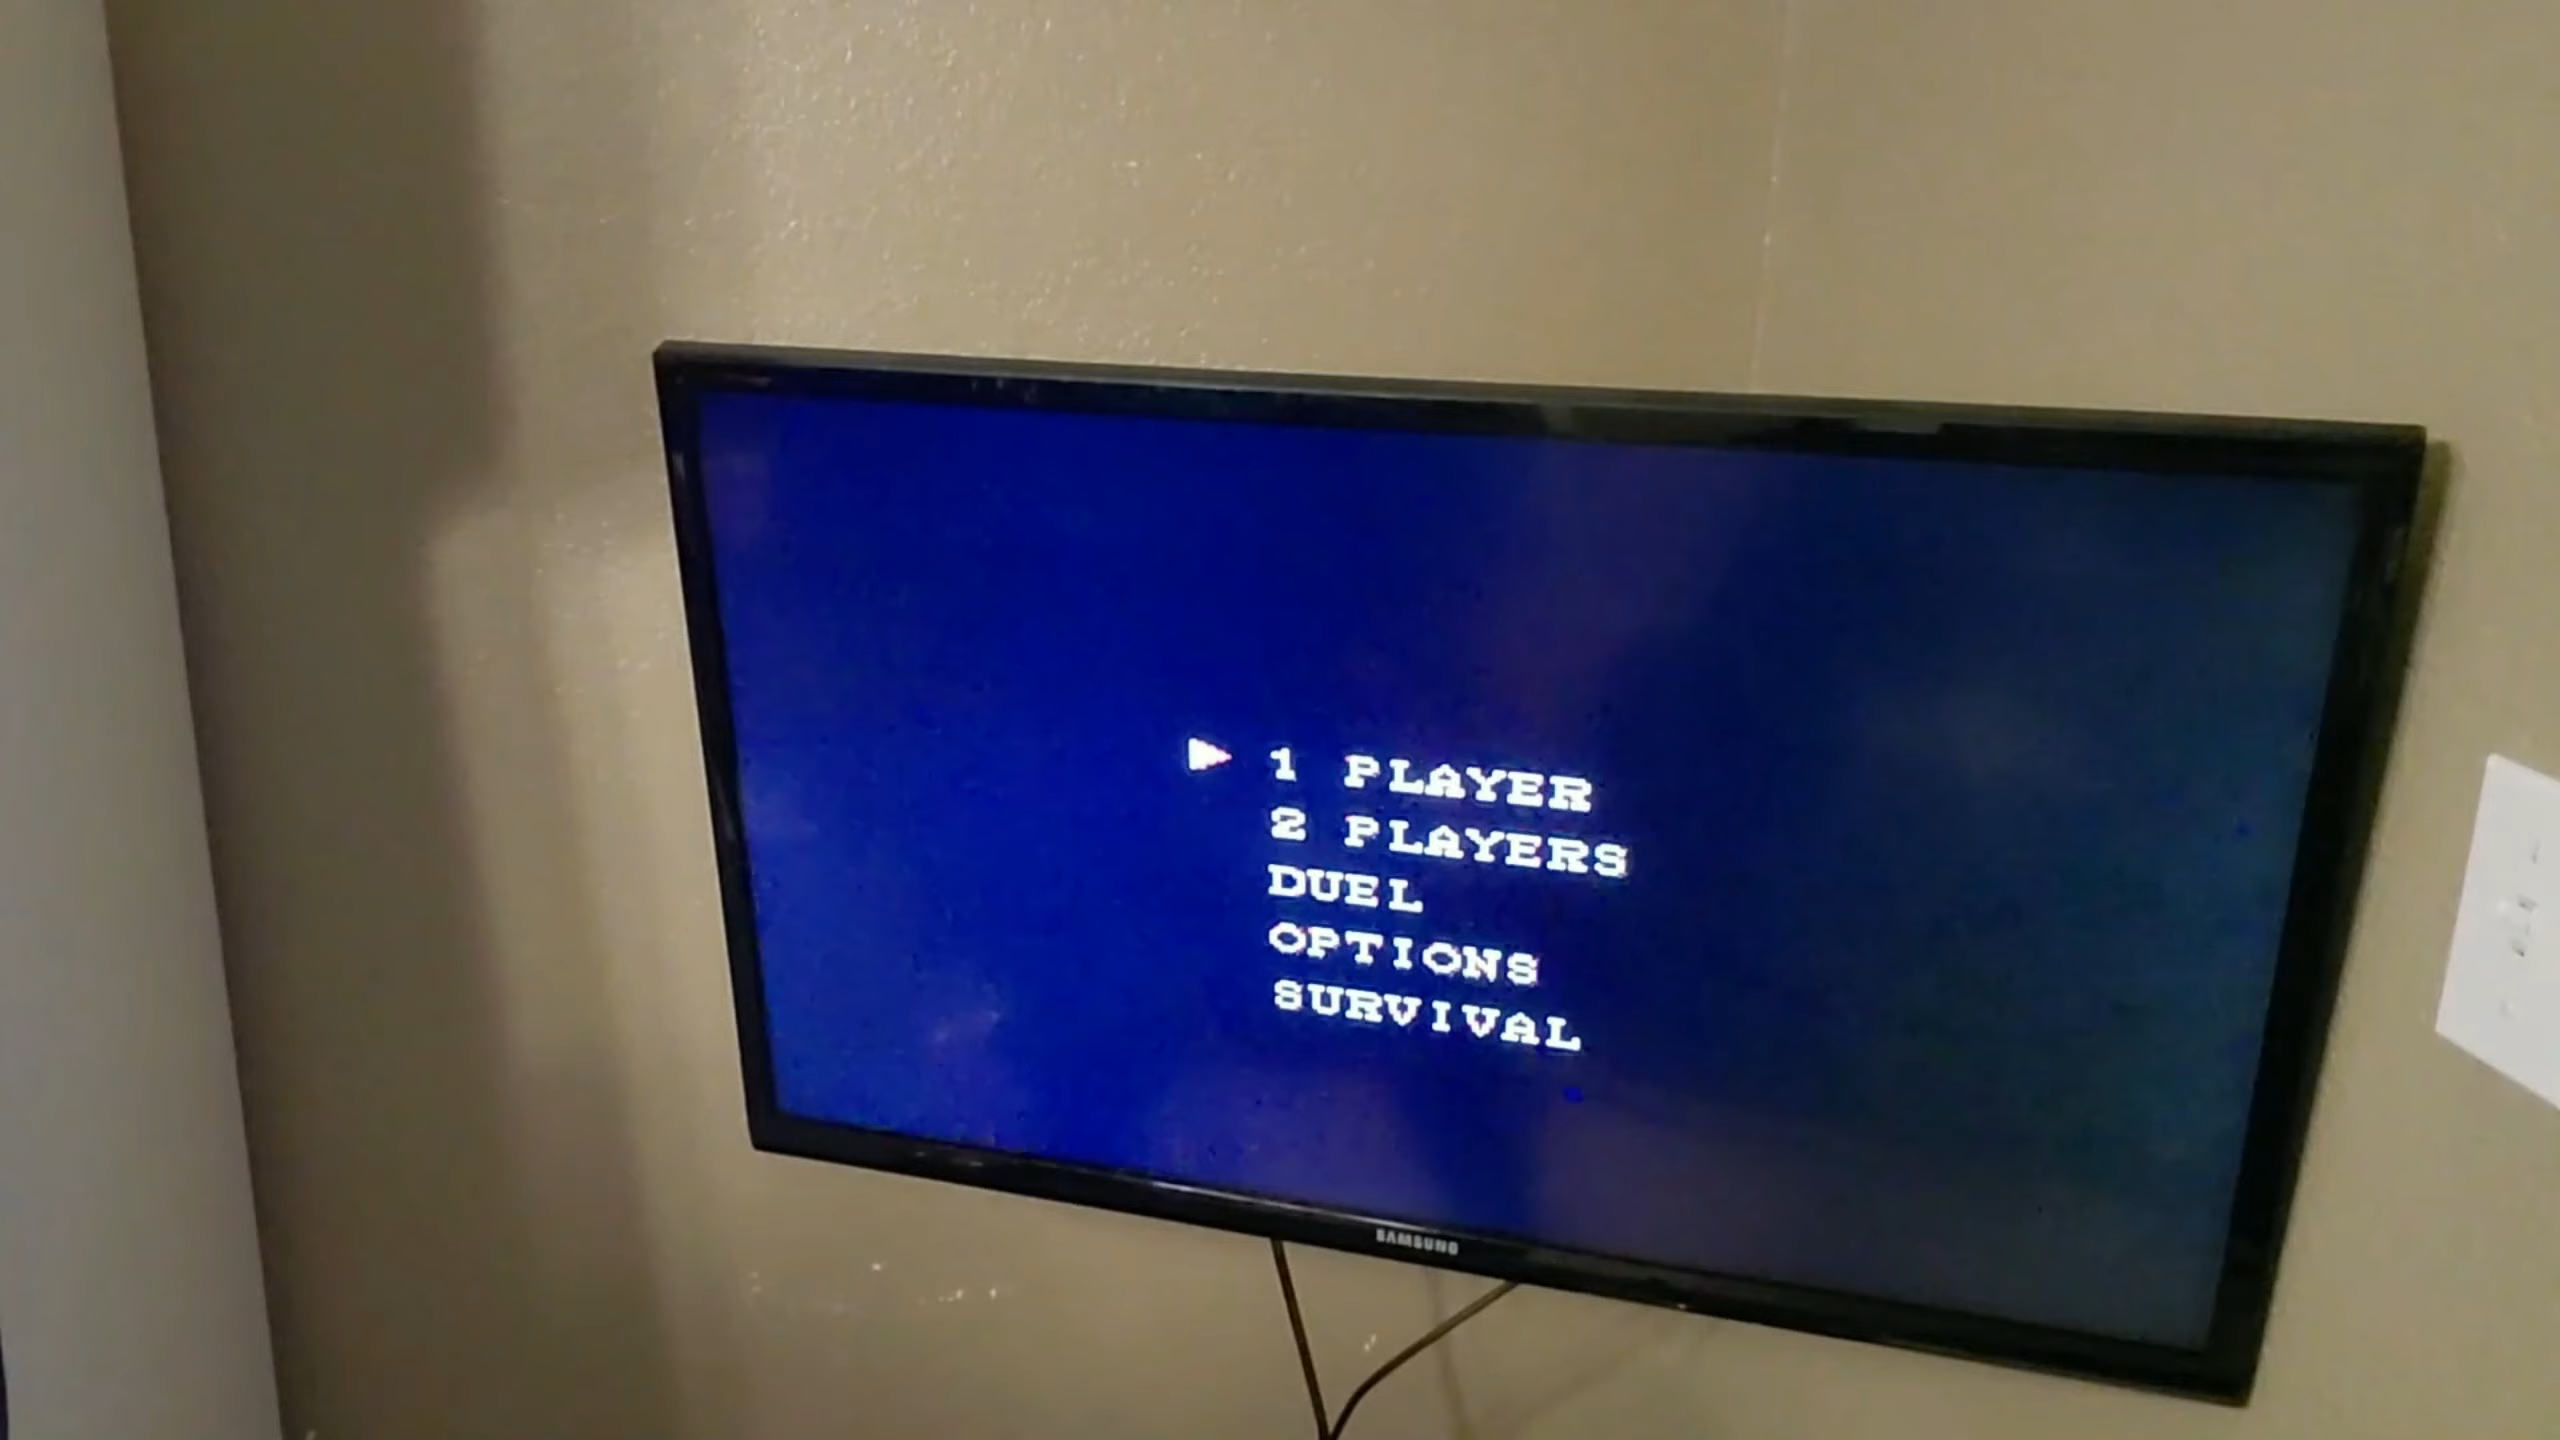 1 PLAYER
2 PLAYERS
DUEL
OPTIONS
SURVIVAL
SAMSUNG